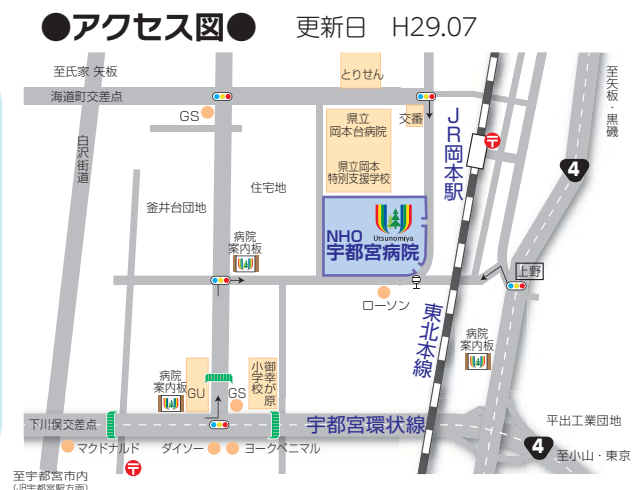 ●アクセス図● 更新日 H29.07
至氏家 矢板
とりせん
海道町交差点
GS
県立
岡本台病院
交番
県立岡本
特別支援学校
JR岡本駅
〒
至矢板・黒磯
4
白沢街道
釜井台団地
住宅地
病院
案内板
Utsunomiya
NHO
宇都宮病院
上野
ローソン
東北本線
病院
案内板
病院
案内板
GU
GS
御幸が原
小学校
下川俣交差点
宇都宮環状線
平出工業団地
マクドナルド
ダイソー
ヨークベニマル
4
至小山・東京
〒
至宇都宮市内
(JR宇都宮駅方面)